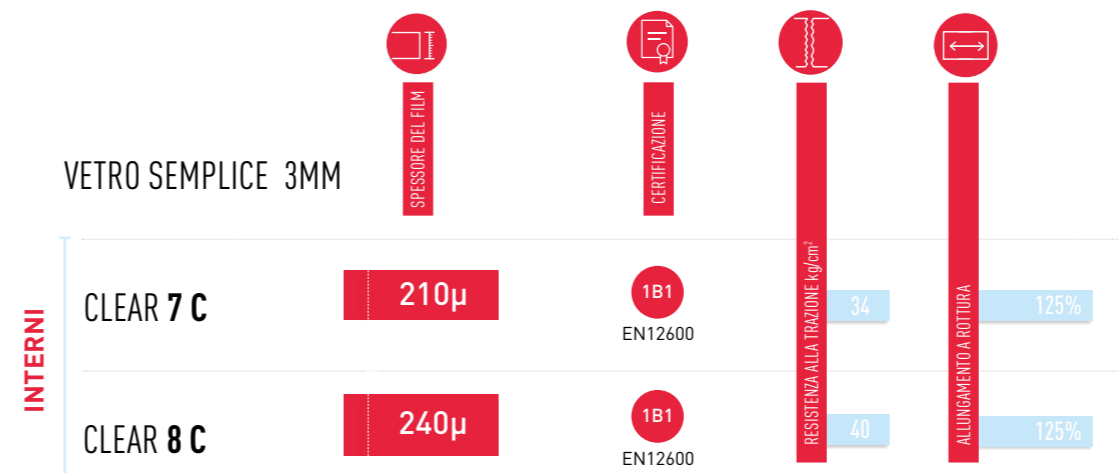 SPESSORE DEL FILM
CERTIFICAZIONE
RESISTENZA ALLA TRAZIONE kg/cm²
ALLUNGAMENTO A ROTTURA
VETRO SEMPLICE 3MM
INTERNI
CLEAR 7 C
210µ
1B1
EN12600
34
125%
CLEAR 8 C
240µ
1B1
EN12600
40
125%